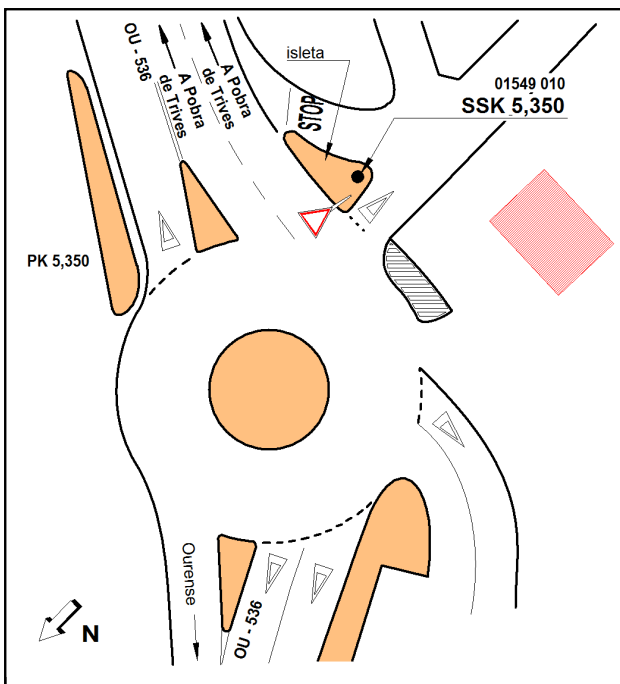 OU - 536
A Pobra
de Trives
A Pobra
de Trives
isleta
STOP
01549 010
SSK 5,350
PK 5,350
Ourense
OU - 536
N